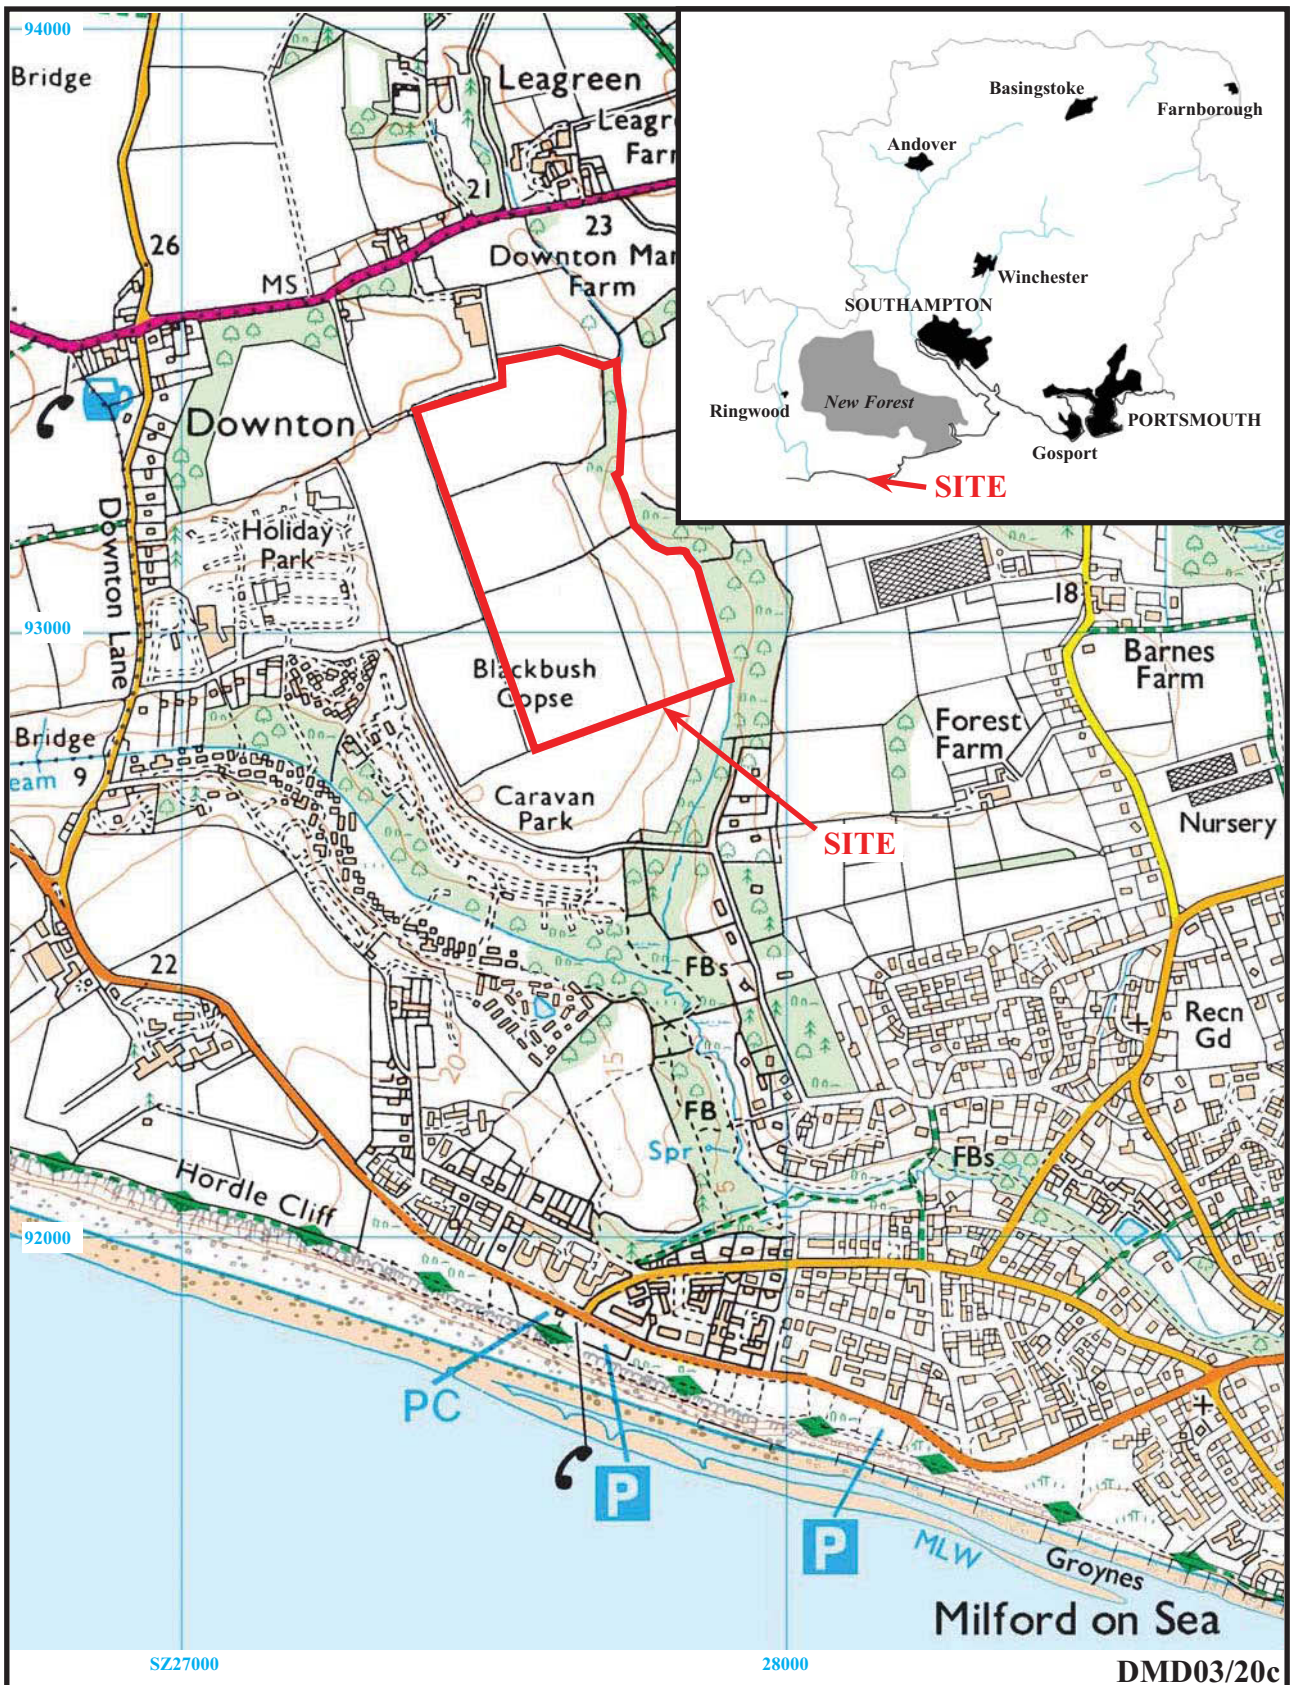 94000
Bridge
Leagreen
Leagr
Farr
21
23
26
MS
Downton Mar
Farm
Basingstoke
Farnborough
Andover
Winchester
SOUTHAMPTON
Ringwood
New Forest
PORTSMOUTH
Gosport
SITE
Downton
Downton Lane
Holiday
Park
93000
18
Blackbush
Copse
Barnes
Farm
Bridge
eam
9
Forest
Farm
Caravan
Park
Nursery
SITE
22
FBs
Recn
Gd
20
15
FB
Spr
FBs
5
Hordle Cliff
92000
PC
P
P
MLW
Groynes
Milford on Sea
SZ27000
28000
DMD03/20c